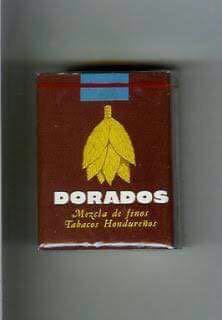 DORADOS
Mezcla de finos
Tabacos Hondureños